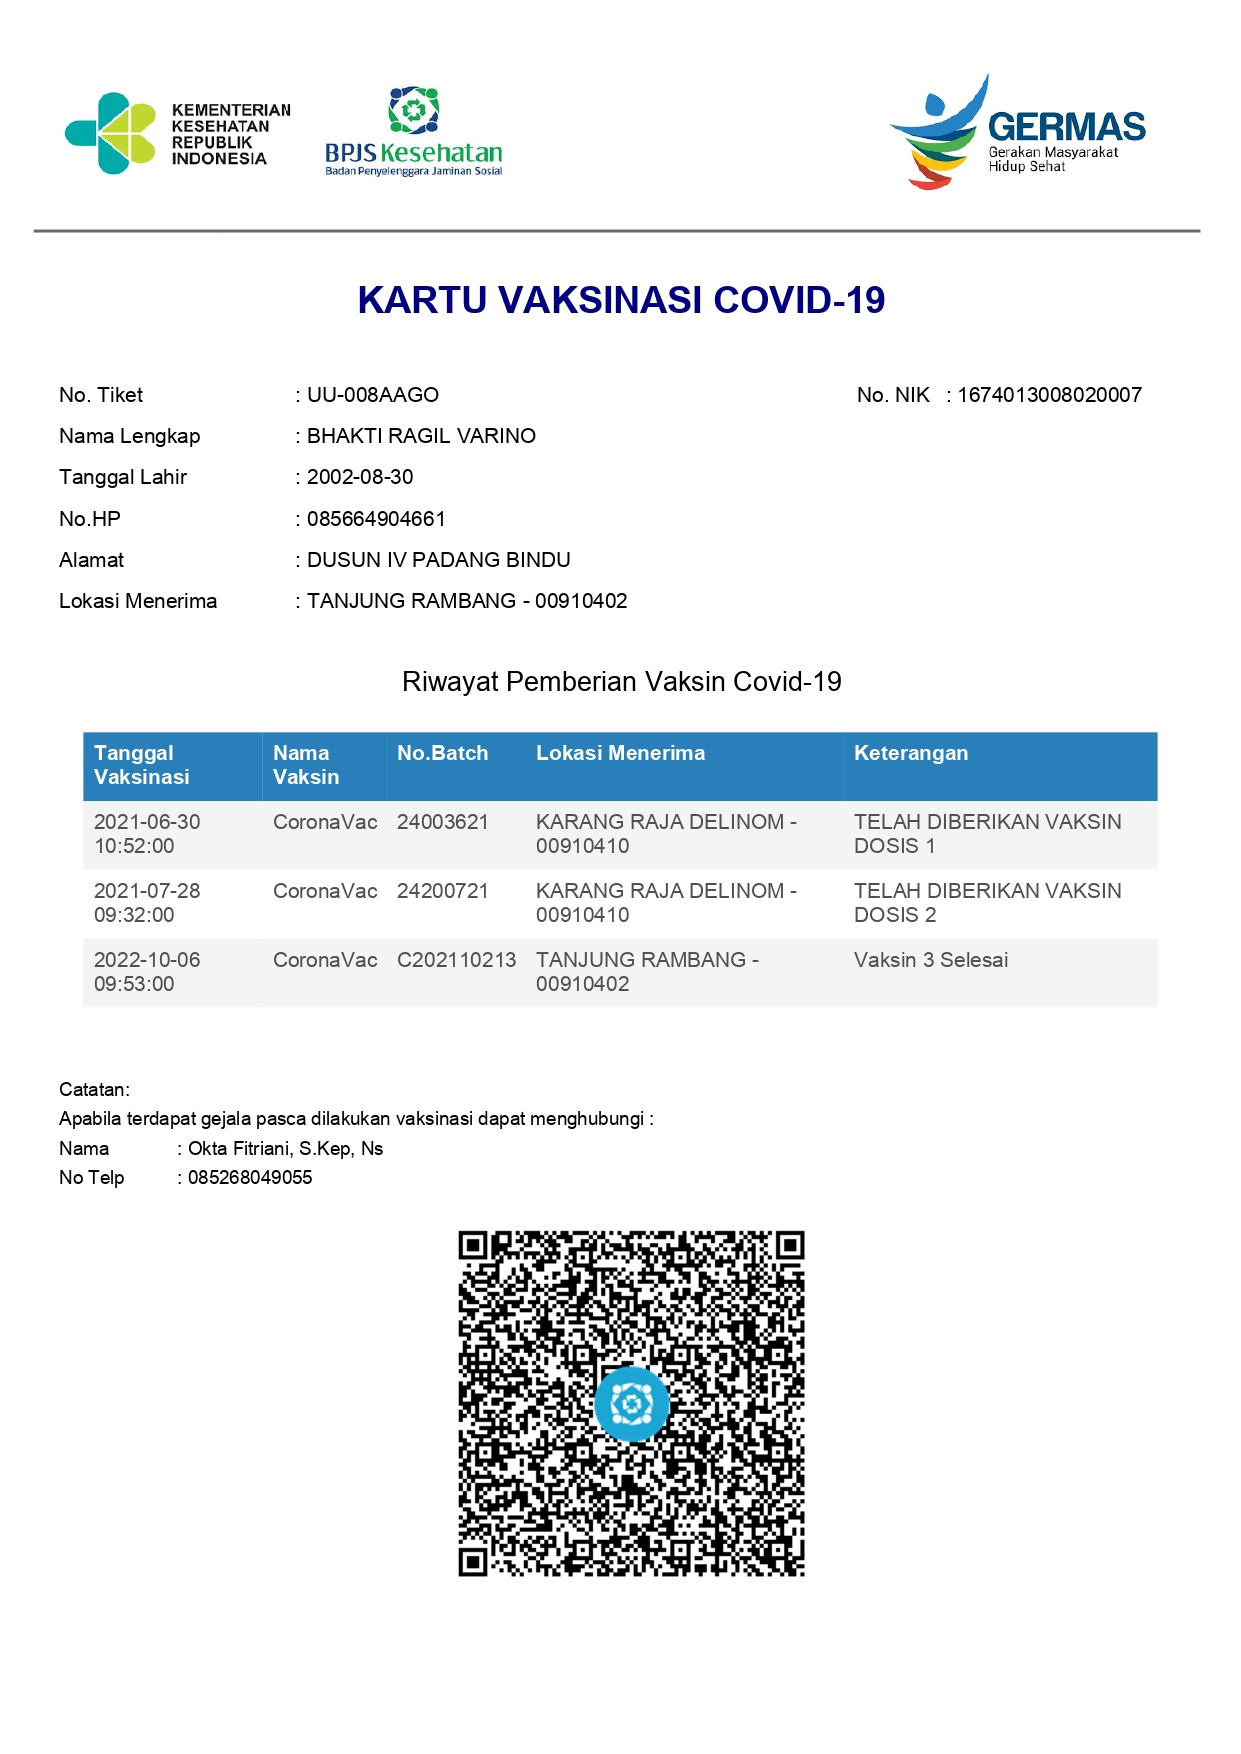 KEMENTERIAN
KESEHATAN
REPUBLIK
INDONESIA
BPJS Kesehatan
Badan Penyelenggara Jaminan Sosial
GERMAS
Gerakan Masyarakat
Hidup Sehat
KARTU VAKSINASI COVID-19
No. Tiket : UU-008AAGO No. NIK : 1674013008020007
Nama Lengkap : BHAKTI RAGIL VARINO
Tanggal Lahir : 2002-08-30
No.HP : 085664904661
Alamat : DUSUN IV PADANG BINDU
Lokasi Menerima : TANJUNG RAMBANG - 00910402
Riwayat Pemberian Vaksin Covid-19
Tanggal Nama No.Batch Lokasi Menerima Keterangan
Vaksinasi Vaksin
2021-06-30 CoronaVac 24003621 KARANG RAJA DELINOM - TELAH DIBERIKAN VAKSIN
10:52:00 00910410 DOSIS 1
2021-07-28 CoronaVac 24200721 KARANG RAJA DELINOM - TELAH DIBERIKAN VAKSIN
09:32:00 00910410 DOSIS 2
2022-10-06 CoronaVac C202110213 TANJUNG RAMBANG - Vaksin 3 Selesai
09:53:00 00910402
Catatan:
Apabila terdapat gejala pasca dilakukan vaksinasi dapat menghubungi :
Nama : Okta Fitriani, S.Kep, Ns
No Telp : 085268049055